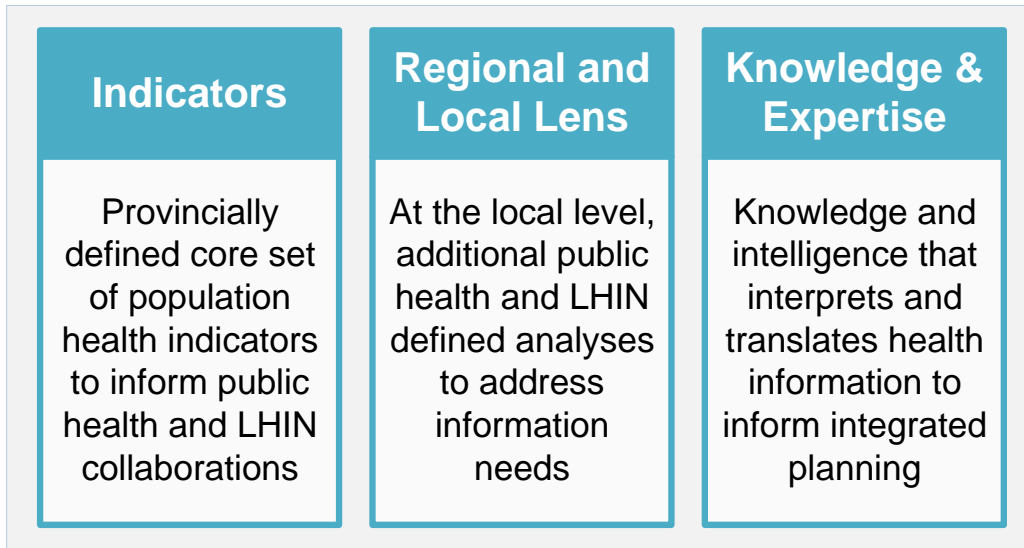 Indicators
Provincially
defined core set
of population
health indicators
to inform public
health and LHIN
collaborations
Regional and
Local Lens
At the local level,
additional public
health and LHIN
defined analyses
to address
information
needs
Knowledge &
Expertise
Knowledge and
intelligence that
interprets and
translates health
information to
inform integrated
planning